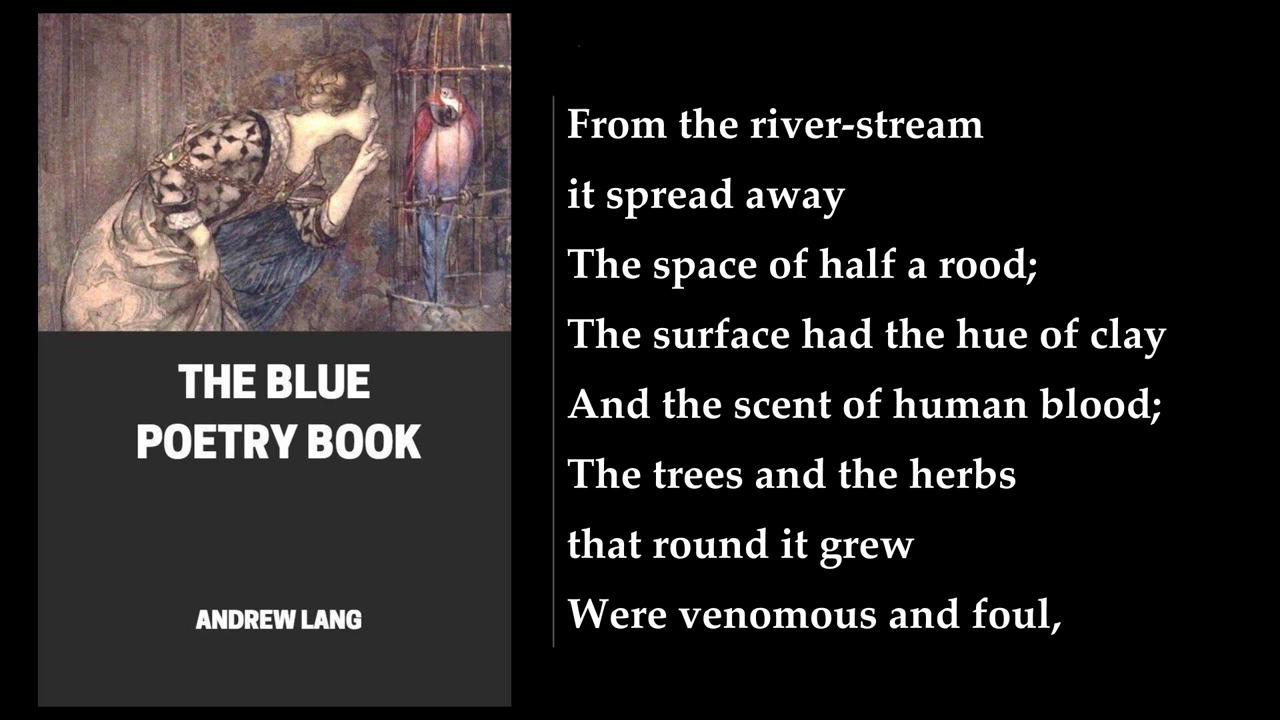 THE BLUE
POETRY BOOK
ANDREW LANG
From the river-stream
it spread away
The space of half a rood;
The surface had the hue of clay
And the scent of human blood;
The trees and the herbs
that round it grew
Were venomous and foul,